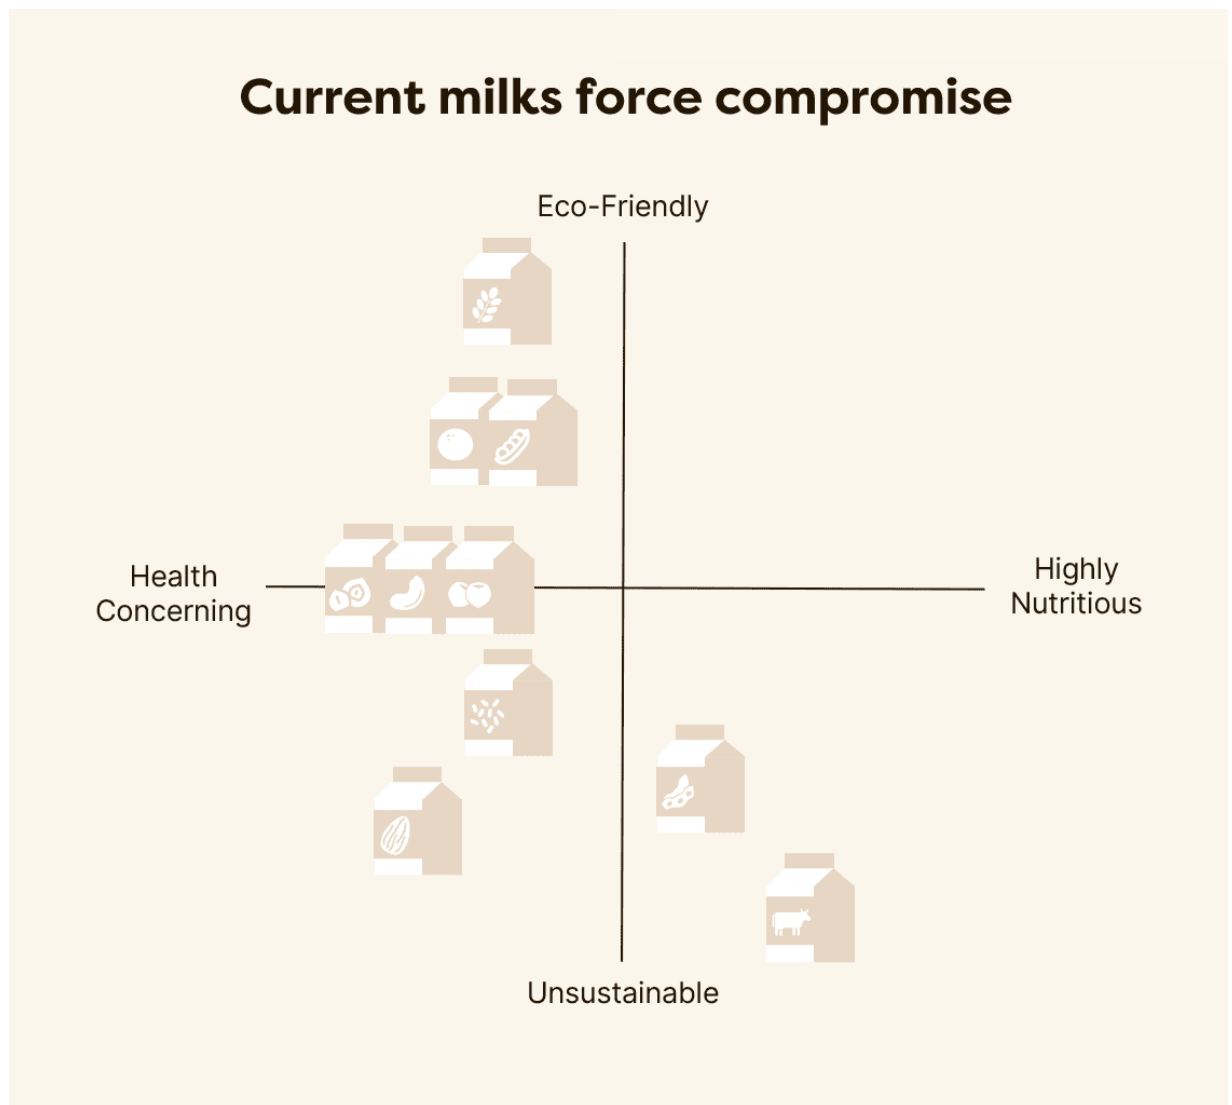 Current milks force compromise
Eco-Friendly
Health
Concerning
Highly
Nutritious
Unsustainable